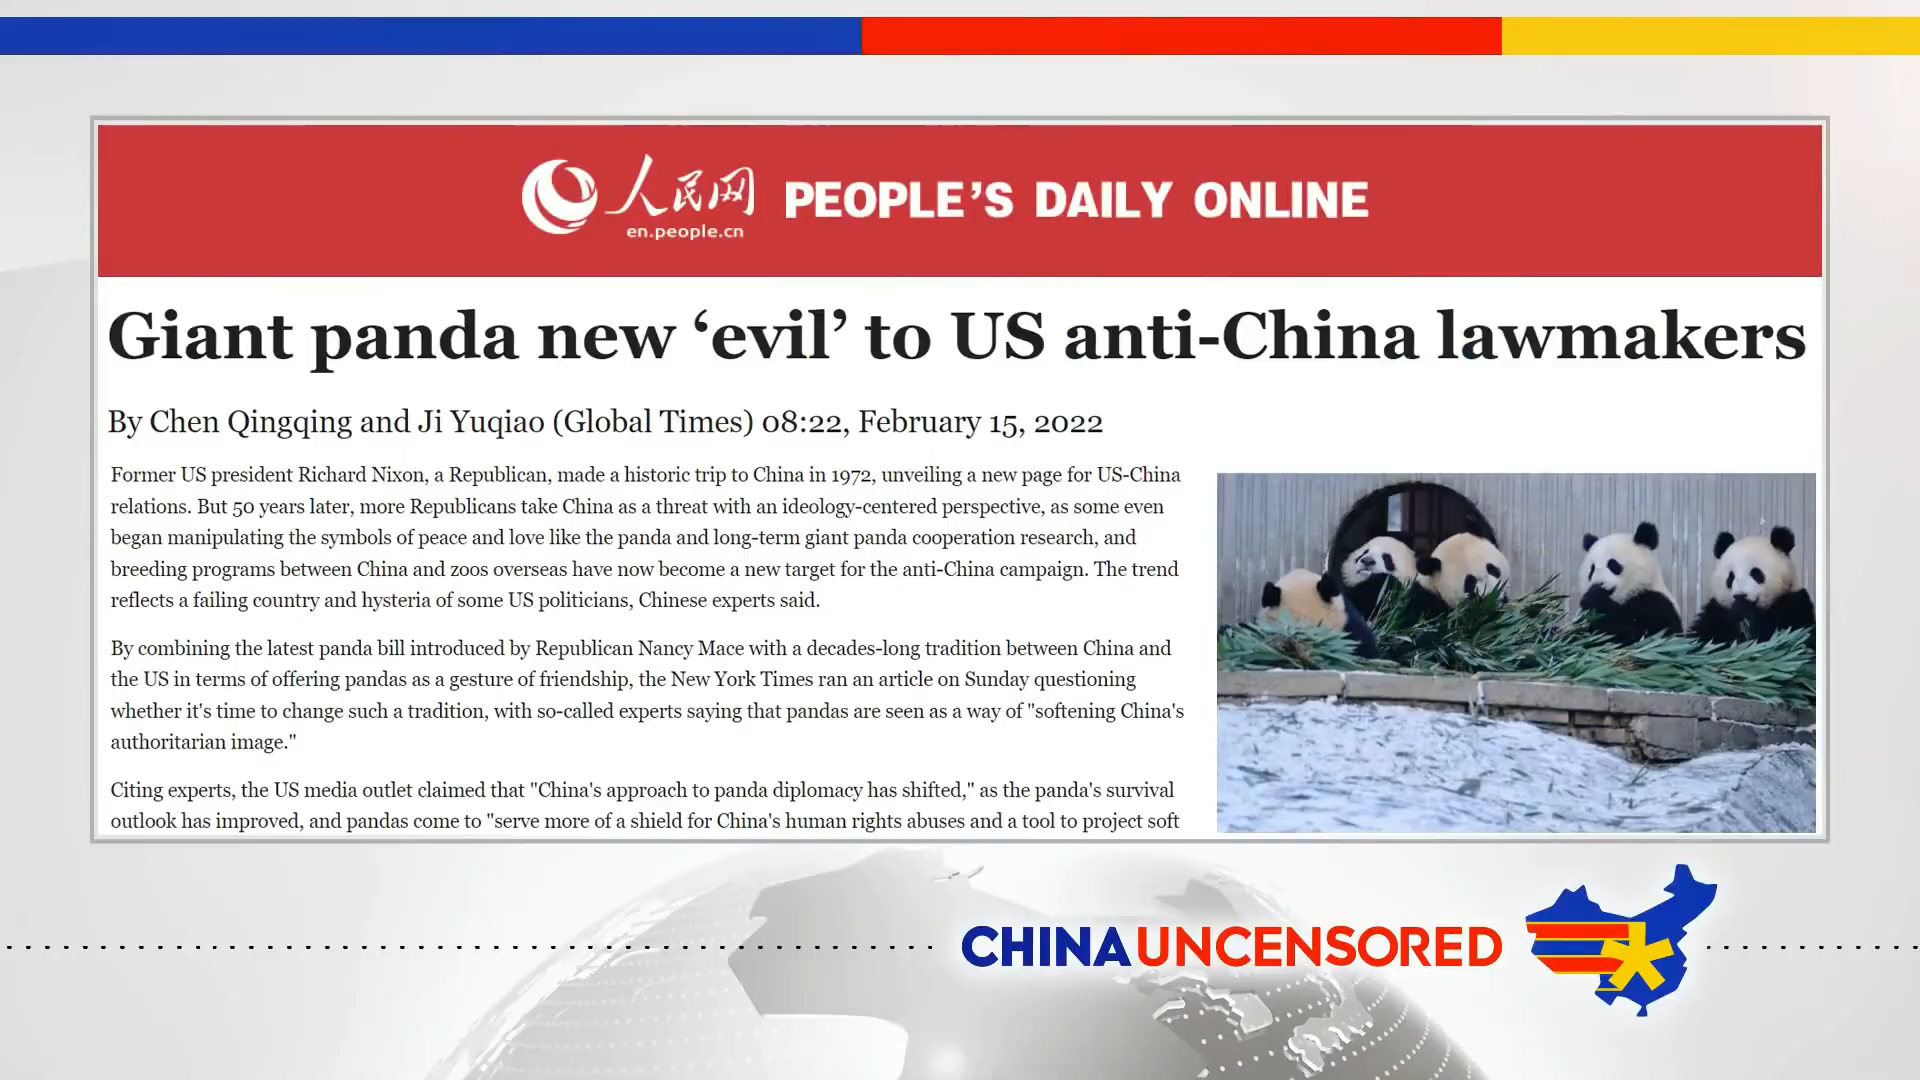 人民网
en.people.cn
PEOPLE'S DAILY ONLINE
Giant panda new ‘evil’ to US anti-China lawmakers
By Chen Qingqing and Ji Yuqiao (Global Times) 08:22, February 15, 2022
Former US president Richard Nixon, a Republican, made a historic trip to China in 1972, unveiling a new page for US-China
relations. But 50 years later, more Republicans take China as a threat with an ideology-centered perspective, as some even
began manipulating the symbols of peace and love like the panda and long-term giant panda cooperation research, and
breeding programs between China and zoos overseas have now become a new target for the anti-China campaign. The trend
reflects a failing country and hysteria of some US politicians, Chinese experts said.
By combining the latest panda bill introduced by Republican Nancy Mace with a decades-long tradition between China and
the US in terms of offering pandas as a gesture of friendship, the New York Times ran an article on Sunday questioning
whether it's time to change such a tradition, with so-called experts saying that pandas are seen as a way of "softening China's
authoritarian image."
Citing experts, the US media outlet claimed that "China's approach to panda diplomacy has shifted," as the panda's survival
outlook has improved, and pandas come to "serve more of a shield for China's human rights abuses and a tool to project soft
CHINA UNCENSORED